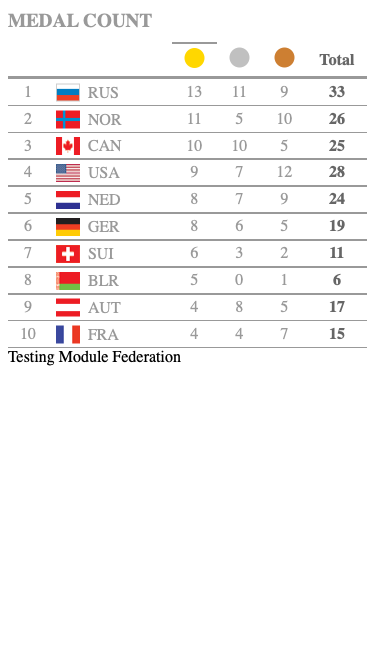 MEDAL COUNT
Total
1 RUS 13 11 9 33
2 NOR 11 5 10 26
3 CAN 10 10 5 25
4 USA 9 7 12 28
5 NED 8 7 9 24
6 GER 8 6 5 19
7 SUI 6 3 2 11
8 BLR 5 0 1 6
9 AUT 4 8 5 17
10 FRA 4 4 7 15
Testing Module Federation